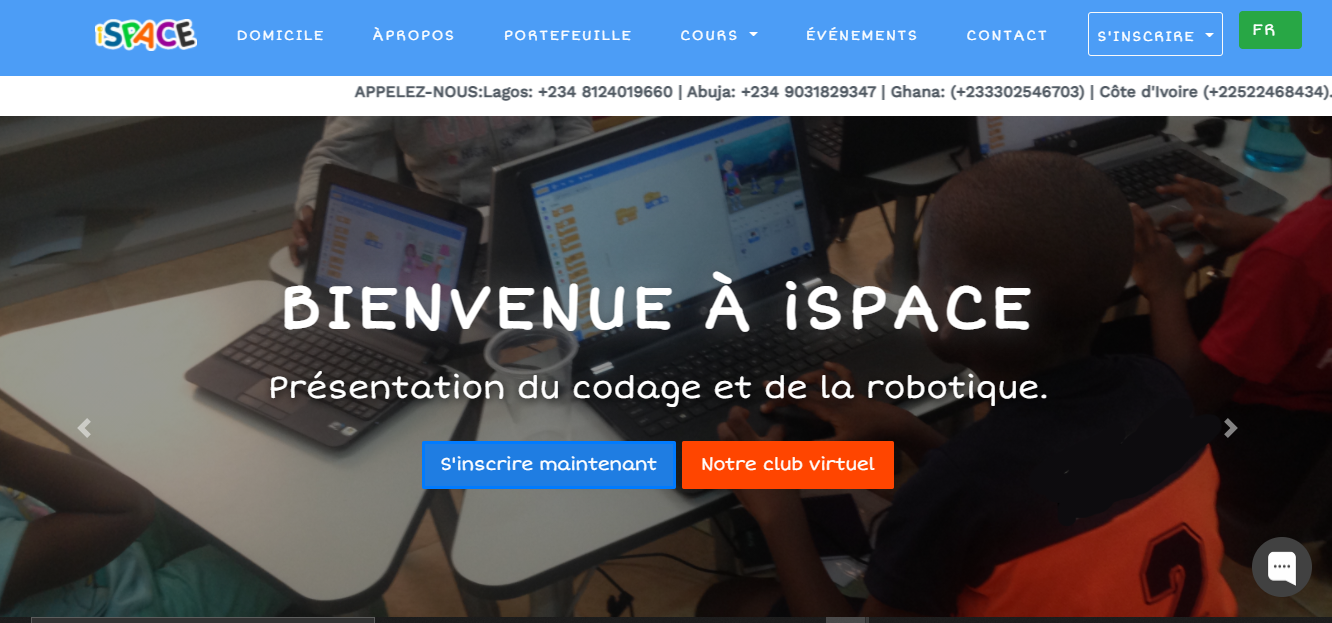 iSPACE
DOMICILE
ÀPROPOS
PORTEFEUILLE
COURS
ÉVÉNEMENTS
CONTACT
S'INSCRIRE
FR
APPELEZ-NOUS:Lagos: +234 8124019660 | Abuja: +234 9031829347 | Ghana: (+233302546703) | Côte d'Ivoire (+22522468434).
BIENVENUE À iSPACE
Présentation du codage et de la robotique.
S'inscrire maintenant
Notre club virtuel
2